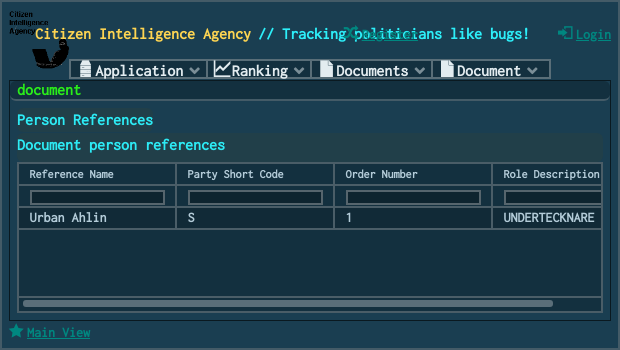 Citizen
Intelligence
Agency
Citizen Intelligence Agency // Tracking politicians like bugs!
Login
Application Ranking Documents Document
document
Person References
Document person references
Reference Name Party Short Code Order Number Role Description
Urban Ahlin S 1 UNDERTECKNARE
Main View